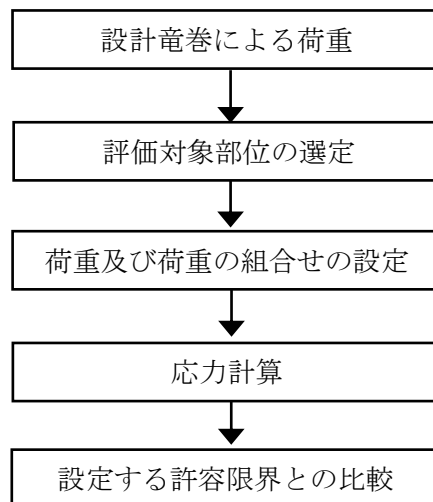 設計竜巻による荷重
評価対象部位の選定
荷重及び荷重の組合せの設定
応力計算
設定する許容限界との比較